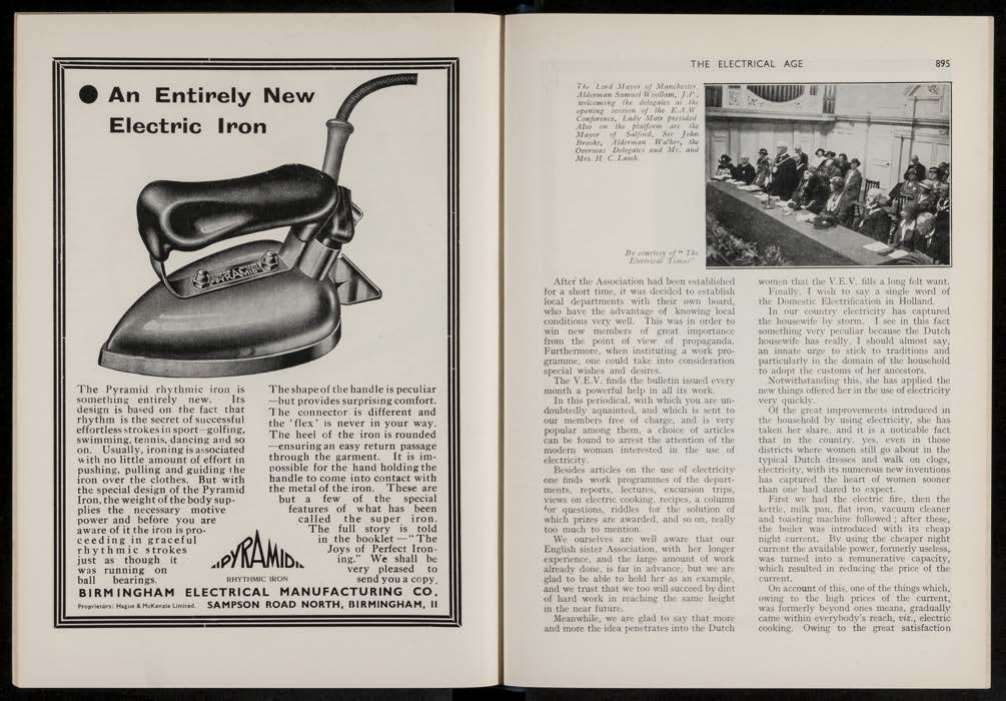 An Entirely New
Electric Iron
PYRAMID
The Pyramid rhythmic iron is
something entirely new. Its
design is based on the fact that
rhythm is the secret of successful
effortless strokes in sport—golfing,
swimming, tennis, dancing and so
on. Usually, ironing is associated
with no little amount of effort in
pushing, pulling and guiding the
iron over the clothes. But with
the special design of the Pyramid
Iron, the weight of the body sup-
plies the necessary motive
power and before you are
aware of it the iron is pro-
ceeding in graceful
rhythmic strokes
just as though it
was running on
ball bearings.
The shape of the handle is peculiar
—but provides surprising comfort.
The connector is different and
the 'flex' is never in your way.
The heel of the iron is rounded
—ensuring an easy return passage
through the garment. It is im-
possible for the hand holding the
handle to come into contact with
the metal of the iron. These are
but a few of the special
features of what has been
called the super iron.
The full story is told
in the booklet—"The
Joys of Perfect Iron-
ing." We shall be
very pleased to
send you a copy.
PYRAMID
RHYTHMIC IRON
BIRMINGHAM ELECTRICAL MANUFACTURING CO.
Proprietors: Hague & McKenzie Limited. SAMPSON ROAD NORTH, BIRMINGHAM, 11
THE ELECTRICAL AGE 895
The Lord Mayor of Manchester,
Alderman Samuel Woollam, J.P.,
welcoming the delegates at the
opening session of the E.A.W
Conference. Lady Moir presided.
Also on the platform are the
Mayor of Salford, Sir John
Brooke, Alderman Walker, the
Overseas Delegates and Mr. and
Mrs. H. C. Lamb.
By courtesy of "The
Electrical Times"
After the Association had been established
for a short time, it was decided to establish
local departments with their own board,
who have the advantage of knowing local
conditions very well. This was in order to
win new members of great importance
from the point of view of propaganda.
Furthermore, when instituting a work pro-
gramme, one could take into consideration
special wishes and desires.
The V.E.V. finds the bulletin issued every
month a powerful help in all its work.
In this periodical, with which you are un-
doubtedly aquainted, and which is sent to
our members free of charge, and is very
popular among them, a choice of articles
can be found to arrest the attention of the
modern woman interested in the use of
electricity.
Besides articles on the use of electricity
one finds work programmes of the depart-
ments, reports, lectures, excursion trips,
views on electric cooking, recipes, a column
for questions, riddles for the solution of
which prizes are awarded, and so on, really
too much to mention.
We ourselves are well aware that our
English sister Association, with her longer
experience, and the large amount of work
already done, is far in advance, but we are
glad to be able to hold her as an example,
and we trust that we too will succeed by dint
of hard work in reaching the same height
in the near future.
Meanwhile, we are glad to say that more
and more the idea penetrates into the Dutch
women that the V.E.V. fills a long felt want.
Finally, I wish to say a single word of
the Domestic Electrification in Holland.
In our country electricity has captured
the housewife by storm. I see in this fact
something very peculiar because the Dutch
housewife has really, I should almost say,
an innate urge to stick to traditions and
particularly in the domain of the household
to adopt the customs of her ancestors.
Notwithstanding this, she has applied the
new things offered her in the use of electricity
very quickly.
Of the great improvements introduced in
the household by using electricity, she has
taken her share, and it is a noticable fact
that in the country, yes, even in those
districts where women still go about in the
typical Dutch dresses and walk on clogs,
electricity, with its numerous new inventions
has captured the heart of women sooner
than one had dared to expect.
First we had the electric fire, then the
kettle, milk pan, flat iron, vacuum cleaner
and toasting machine followed; after these,
the boiler was introduced with its cheap
night current. By using the cheaper night
current the available power, formerly useless,
was turned into a remunerative capacity,
which resulted in reducing the price of the
current.
On account of this, one of the things which,
owing to the high prices of the current,
was formerly beyond ones means, gradually
came within everybody's reach, viz., electric
cooking. Owing to the great satisfaction